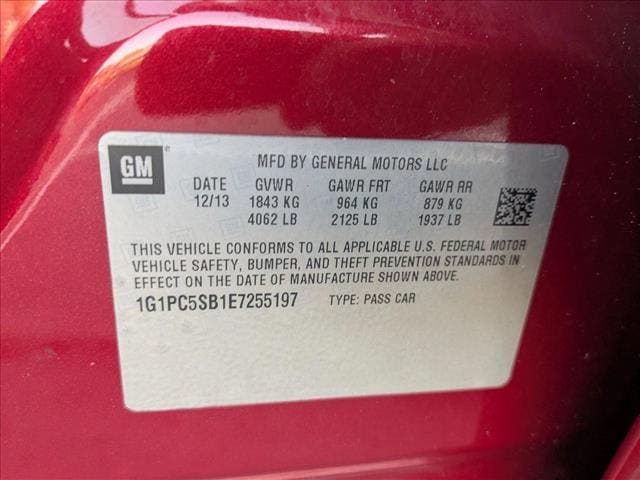 GM
MFD BY GENERAL MOTORS LLC
DATE GVWR GAWR FRT GAWR RR
12/13 1843 KG 964 KG 879 KG
4062 LB 2125 LB 1937 LB
THIS VEHICLE CONFORMS TO ALL APPLICABLE U.S. FEDERAL MOTOR
VEHICLE SAFETY, BUMPER, AND THEFT PREVENTION STANDARDS IN
EFFECT ON THE DATE OF MANUFACTURE SHOWN ABOVE.
1G1PC5SB1E7255197 TYPE: PASS CAR